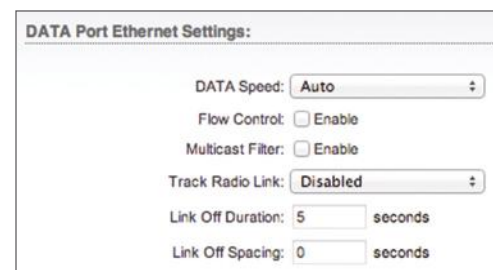 DATA Port Ethernet Settings:
DATA Speed: Auto
Flow Control: Enable
Multicast Filter: Enable
Track Radio Link: Disabled
Link Off Duration: 5 seconds
Link Off Spacing: 0 seconds